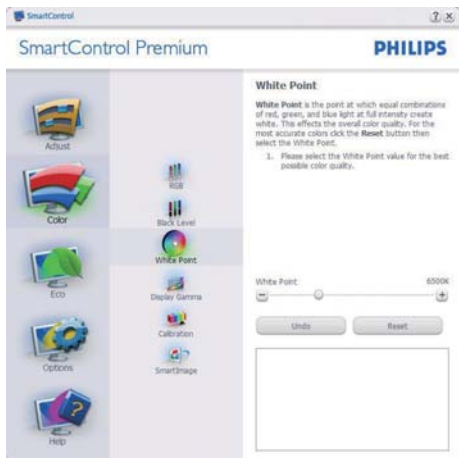 SmartControl
SmartControl Premium
PHILIPS
Adjust
Color
Eco
Options
Help
RGB
Black Level
White Point
Display Gamma
Calibration
SmartImage
White Point
White Point is the point at which equal combinations
of red, green, and blue light at full intensity create
white. This effects the overall color quality. For the
most accurate colors click the Reset button then
select the White Point.
1. Please select the White Point value for the best
possible color quality.
White Point 6500K
Undo Reset